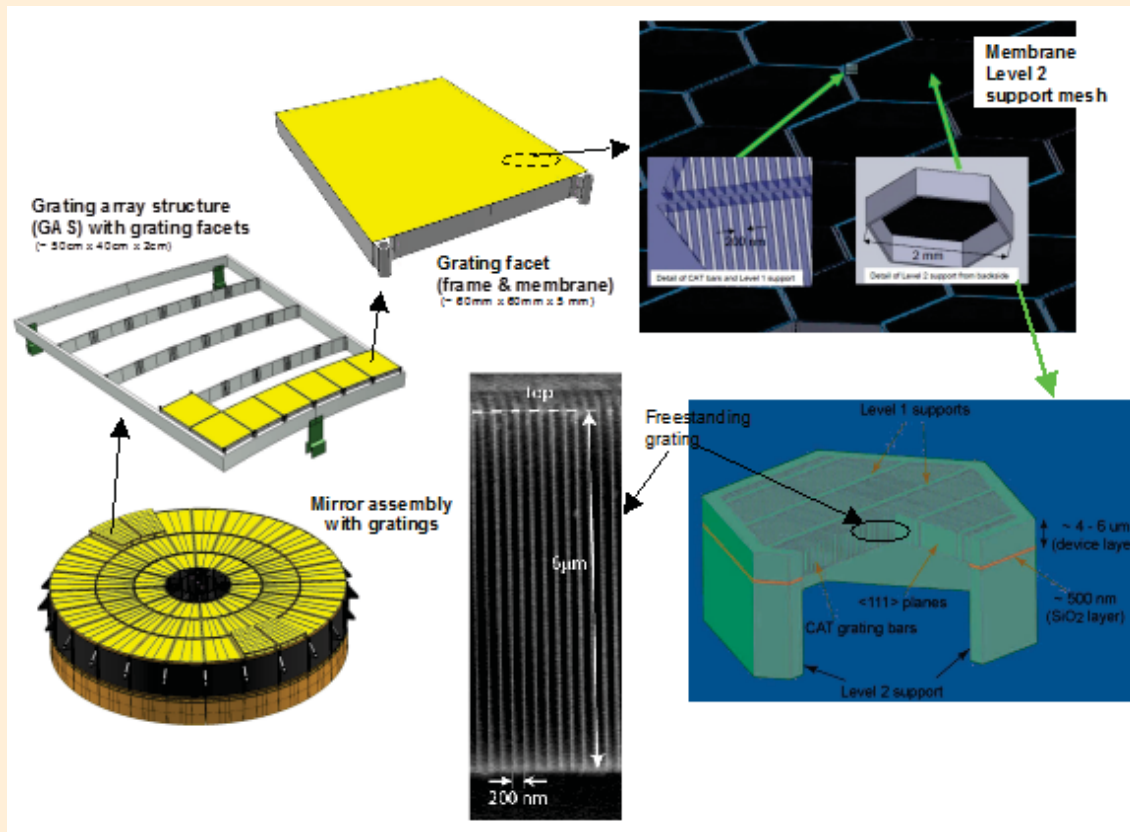 Membrane
Level 2
support mesh
Grating array structure
(GAS) with grating facets
(~ 50cm x 40cm x 2cm)
Grating facet
(frame & membrane)
(~ 60mm x 60mm x 5 mm)
200 nm
Detail of CAT bars and Level 1 support
2 mm
Detail of Level 2 support from backside
Mirror assembly
with gratings
top
6μm
200 nm
Freestanding
grating
Level 1 supports
~ 4 - 6 um
(device layer)
<111> planes
~ 500 nm
(SiO2 layer)
CAT grating bars
Level 2 support